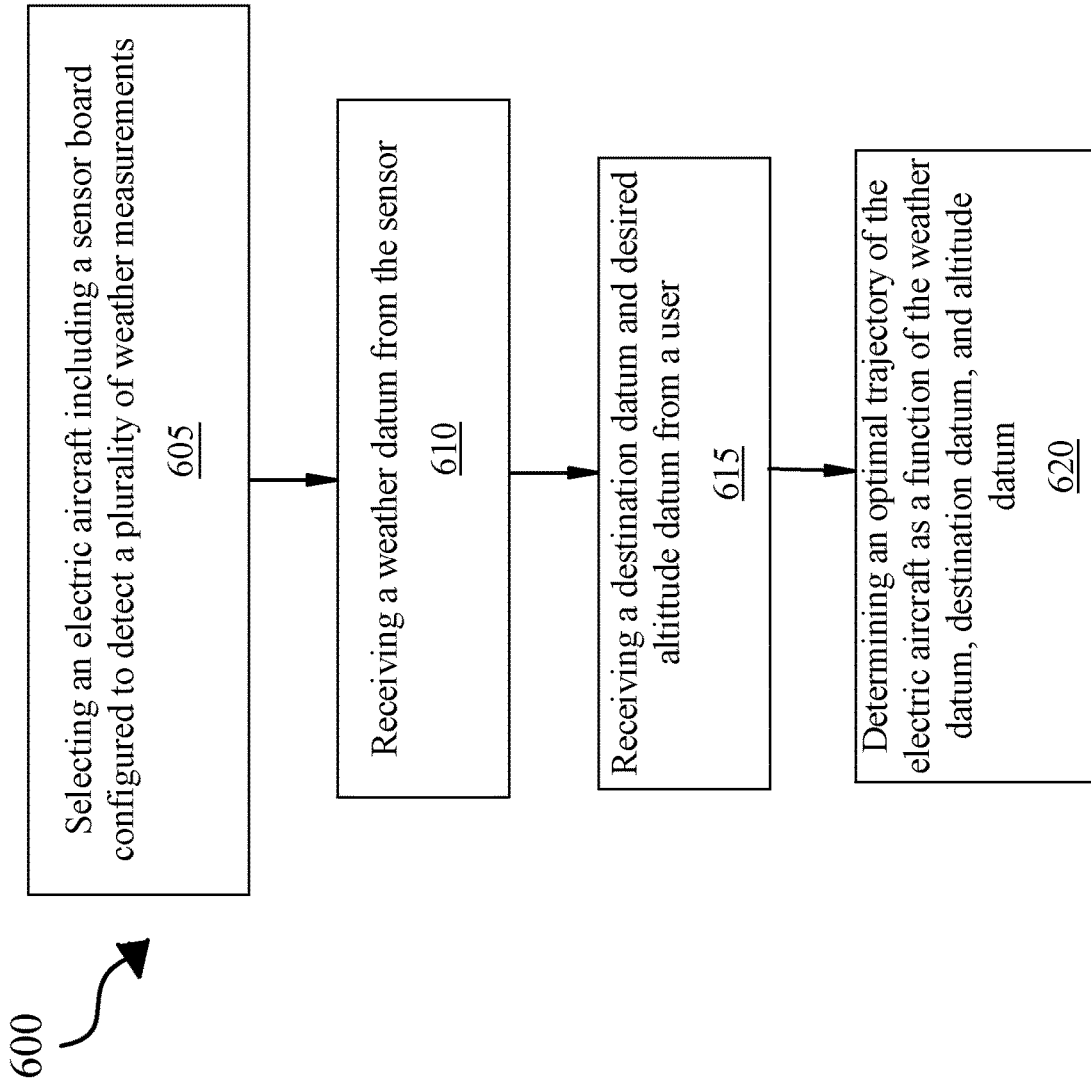 600
Selecting an electric aircraft including a sensor board
configured to detect a plurality of weather measurements
605
Receiving a weather datum from the sensor
610
Receiving a destination datum and desired
altittude datum from a user
615
Determining an optimal trajectory of the
electric aircraft as a function of the weather
datum, destination datum, and altitude
datum
620